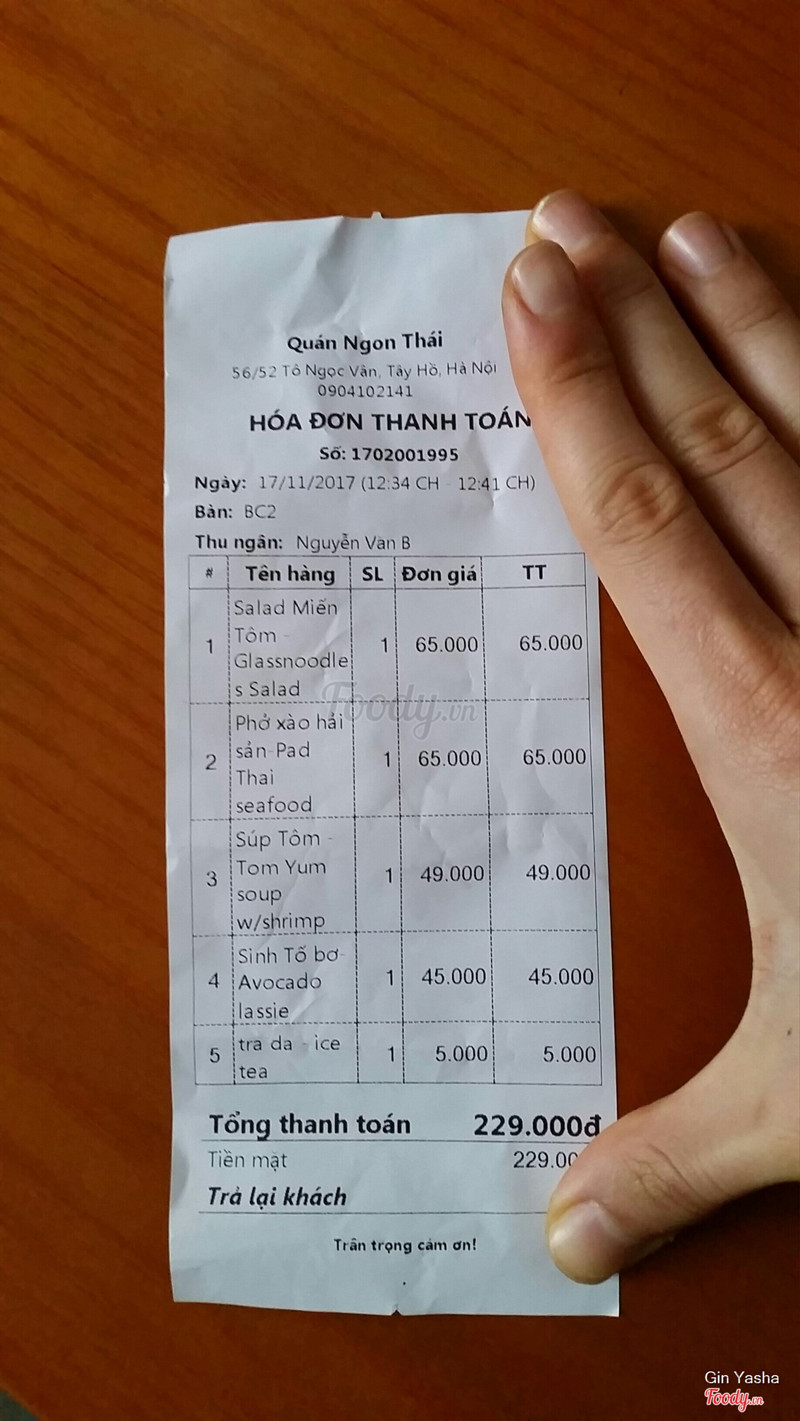 Quán Ngon Thái
56/52 Tô Ngọc Vân, Tây Hồ, Hà Nội
0904102141
HÓA ĐƠN THANH TOÁN
Số: 1702001995
Ngày: 17/11/2017 (12:34 CH - 12:41 CH)
Bàn: BC2
Thu ngân: Nguyễn Văn B
# Tên hàng SL Đơn giá TT
Salad Miến
Tôm -
1 Glassnoodle 1 65.000 65.000
s Salad
Phở xào hải
sản-Pad
2 Thai 1 65.000 65.000
seafood
Súp Tôm -
Tom Yum
3 soup 1 49.000 49.000
w/shrimp
Sinh Tố bơ-
4 Avocado 1 45.000 45.000
lassie
5 tra da - ice 1 5.000 5.000
tea
Tổng thanh toán 229.000đ
Tiền mặt 229.00
Trả lại khách
Trân trọng cảm ơn!
Foody.vn
Gin Yasha
Foody.vn